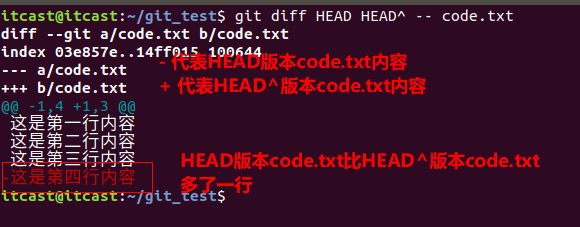 itcast@itcast:~/git_test$ git diff HEAD HEAD^ -- code.txt
diff --git a/code.txt b/code.txt
index 03e857e..14ff015 100644
--- a/code.txt
- 代表HEAD版本code.txt内容
+++ b/code.txt
+ 代表HEAD^版本code.txt内容
@@ -1,4 +1,3 @@
这是第一行内容
这是第二行内容
这是第三行内容
-这是第四行内容
HEAD版本code.txt比HEAD^版本code.txt
多了一行
itcast@itcast:~/git_test$